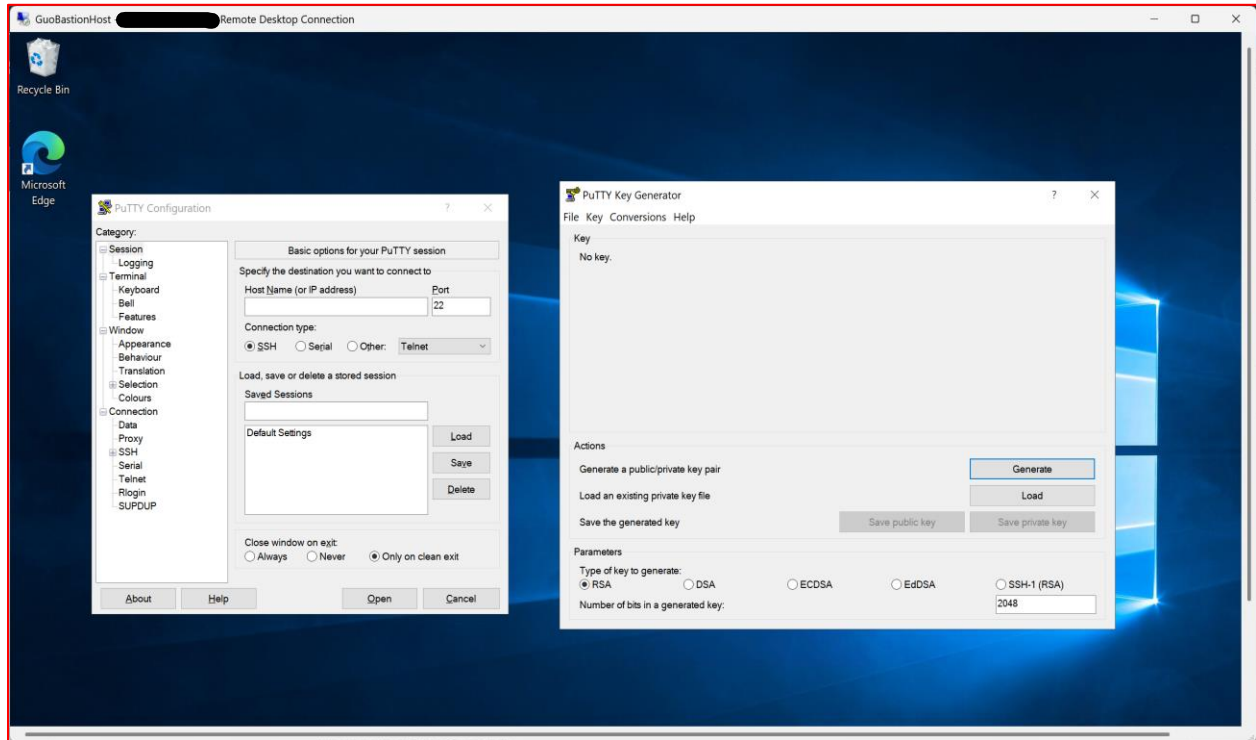 GuoBastionHost - Remote Desktop Connection
Recycle Bin
Microsoft
Edge
PuTTY Configuration
Category:
Session
Logging
Terminal
Keyboard
Bell
Features
Window
Appearance
Behaviour
Translation
Selection
Colours
Connection
Data
Proxy
SSH
Serial
Telnet
Rlogin
SUPDUP
Basic options for your PuTTY session
Specify the destination you want to connect to
Host Name (or IP address) Port
22
Connection type:
SSH Serial Other: Telnet
Load, save or delete a stored session
Saved Sessions
Default Settings
Load
Save
Delete
Close window on exit:
Always Never Only on clean exit
About Help Open Cancel
PuTTY Key Generator
File Key Conversions Help
Key
No key.
Actions
Generate a public/private key pair Generate
Load an existing private key file Load
Save the generated key Save public key Save private key
Parameters
Type of key to generate:
RSA DSA ECDSA EdDSA SSH-1 (RSA)
Number of bits in a generated key: 2048